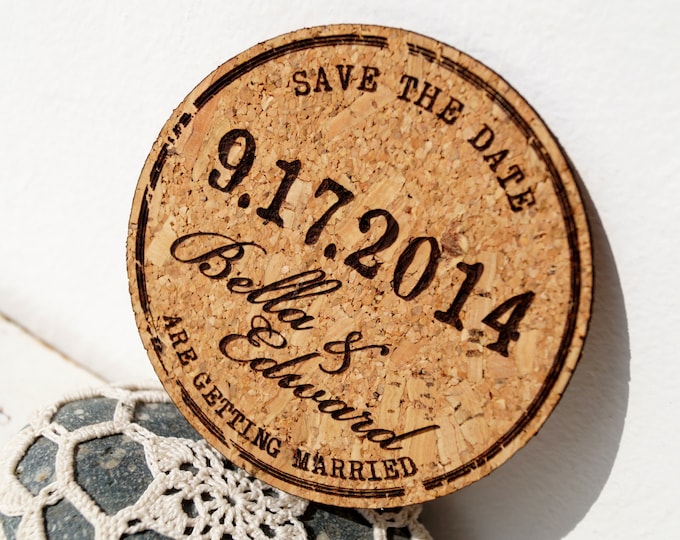 SAVE THE DATE
9.17.2014
Bella &
Edward
ARE GETTING MARRIED